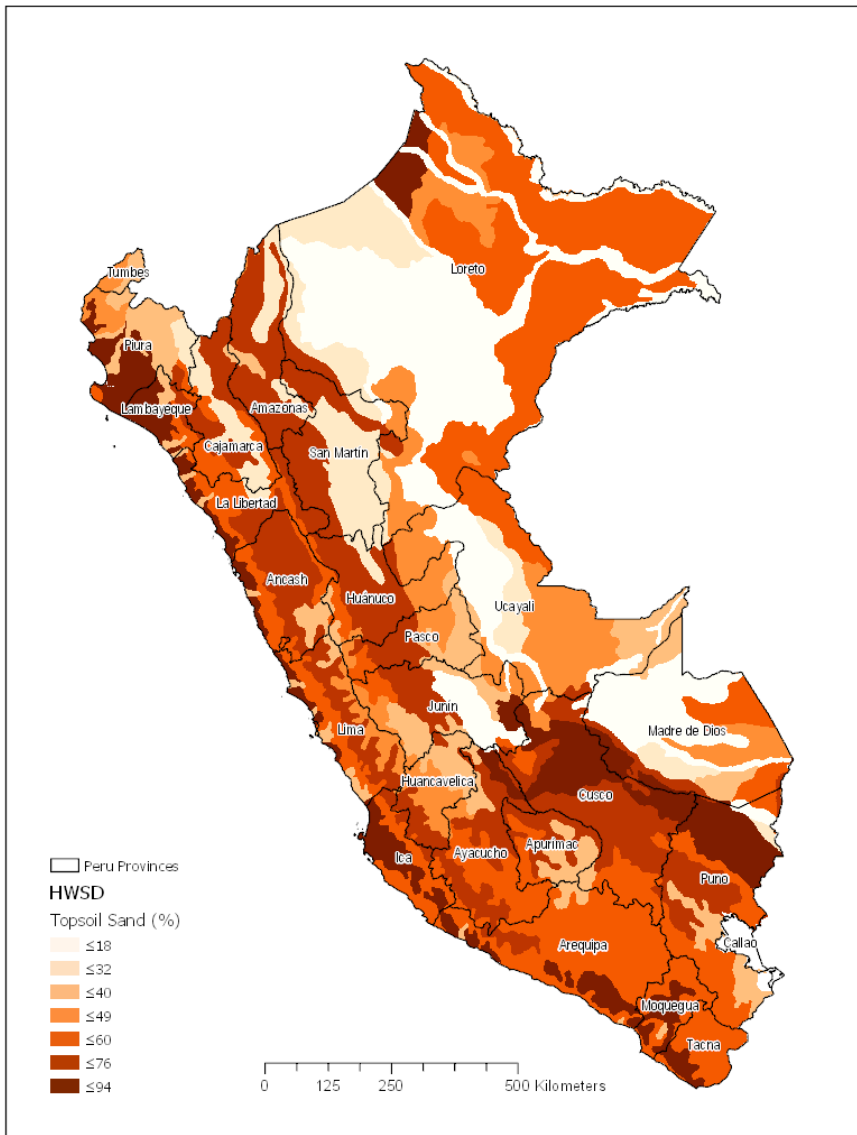 Loreto
Tumbes
Piura
Lambayeque
Amazonas
Cajamarca
San Martín
La Libertad
Ancash
Huánuco
Ucayali
Pasco
Junín
Lima
Madre de Dios
Huancavelica
Cusco
Ica
Ayacucho
Apurimac
Puno
Callao
Arequipa
Moquegua
Tacna
Peru Provinces
HWSD
Topsoil Sand (%)
≤18
≤32
≤40
≤49
≤60
≤76
≤94
0 125 250 500 Kilometers